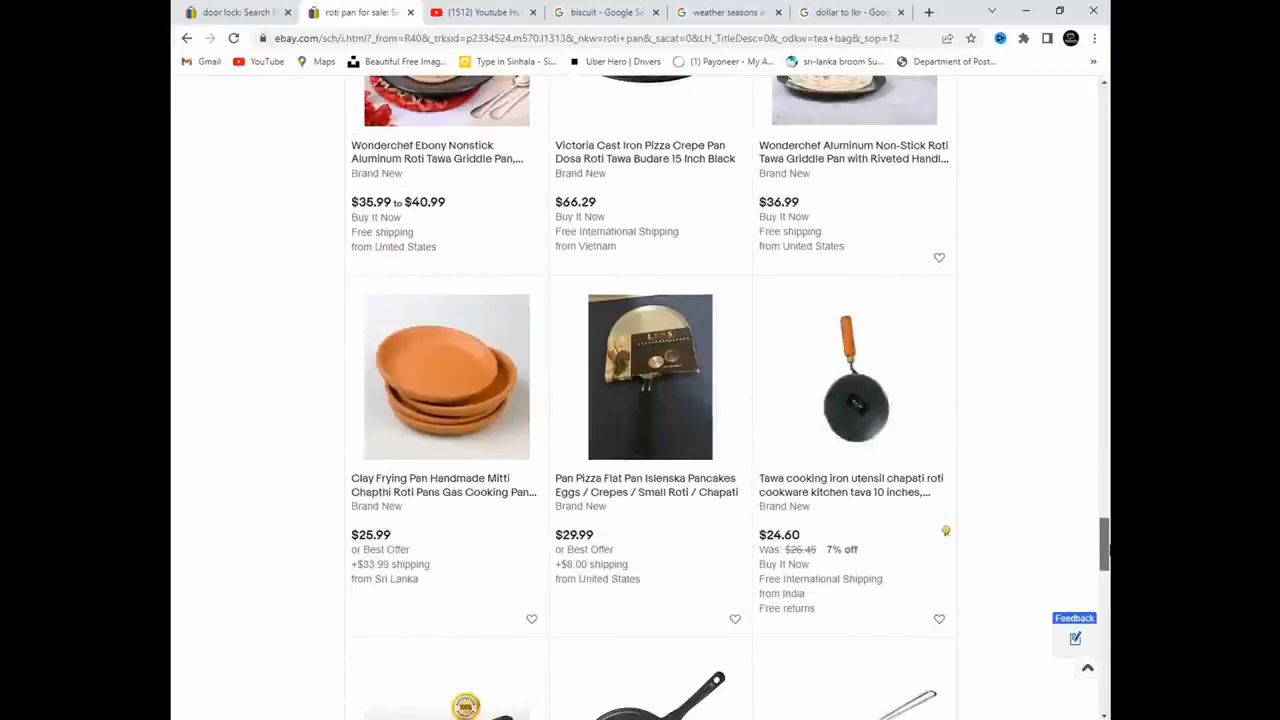 door lock: Search R
roti pan for sale: Se
(1512) Youtube Hu
biscuit - Google Se
weather seasons in
dollar to lkr - Goog
ebay.com/sch/i.html?_from=R40&_trksid=p2334524.m570.l1313&_nkw=roti+pan&_sacat=0&LH_TitleDesc=0&_odkw=tea+bag&_sop=12
Gmail
YouTube
Maps
Beautiful Free Imag...
Type in Sinhala - Si...
Uber Hero | Drivers
(1) Payoneer - My A...
sri-lanka broom Su...
Department of Post...
»
Wonderchef Ebony Nonstick
Aluminum Roti Tawa Griddle Pan,...
Brand New
$35.99 to $40.99
Buy It Now
Free shipping
from United States
Victoria Cast Iron Pizza Crepe Pan
Dosa Roti Tawa Budare 15 Inch Black
Brand New
$66.29
Buy It Now
Free International Shipping
from Vietnam
Wonderchef Aluminum Non-Stick Roti
Tawa Griddle Pan with Riveted Handl...
Brand New
$36.99
Buy It Now
Free shipping
from United States
Clay Frying Pan Handmade Mitti
Chapthi Roti Pans Gas Cooking Pan...
Brand New
$25.99
or Best Offer
+$33.99 shipping
from Sri Lanka
Pan Pizza Flat Pan Islenska Pancakes
Eggs / Crepes / Small Roti / Chapati
Brand New
$29.99
or Best Offer
+$8.00 shipping
from United States
Tawa cooking iron utensil chapati roti
cookware kitchen tava 10 inches,...
Brand New
$24.60
Was: $26.45 7% off
Buy It Now
Free International Shipping
from India
Free returns
Feedback
100%